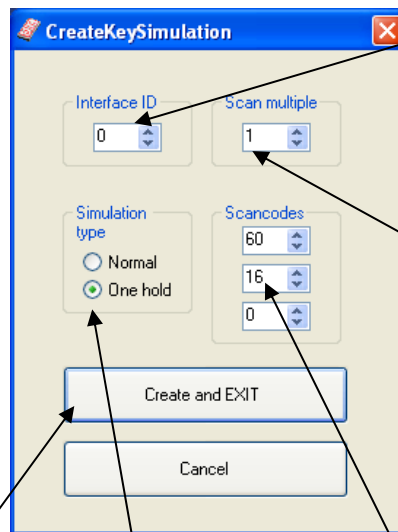 CreateKeySimulation
Interface ID
0
Scan multiple
1
Simulation
type
Normal
One hold
Scancodes
60
16
0
Create and EXIT
Cancel